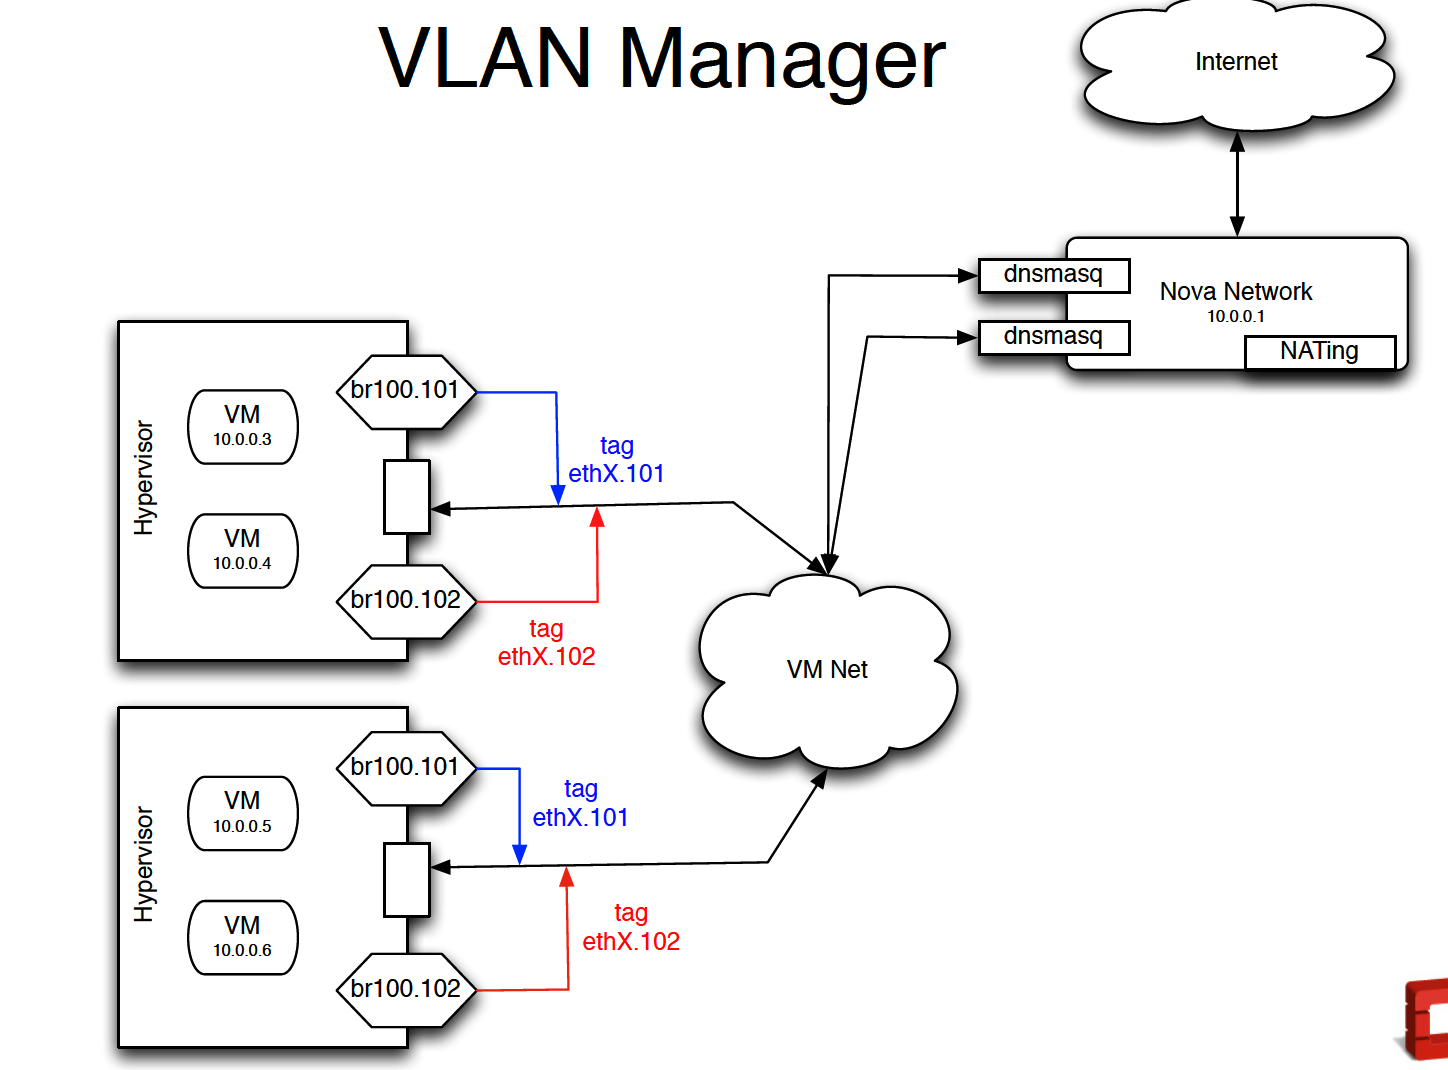 VLAN Manager
Internet
dnsmasq
Nova Network
10.0.0.1
dnsmasq
NATing
Hypervisor
br100.101
VM
10.0.0.3
tag
ethX.101
VM
10.0.0.4
br100.102
tag
ethX.102
VM Net
Hypervisor
br100.101
VM
10.0.0.5
tag
ethX.101
VM
10.0.0.6
tag
ethX.102
br100.102